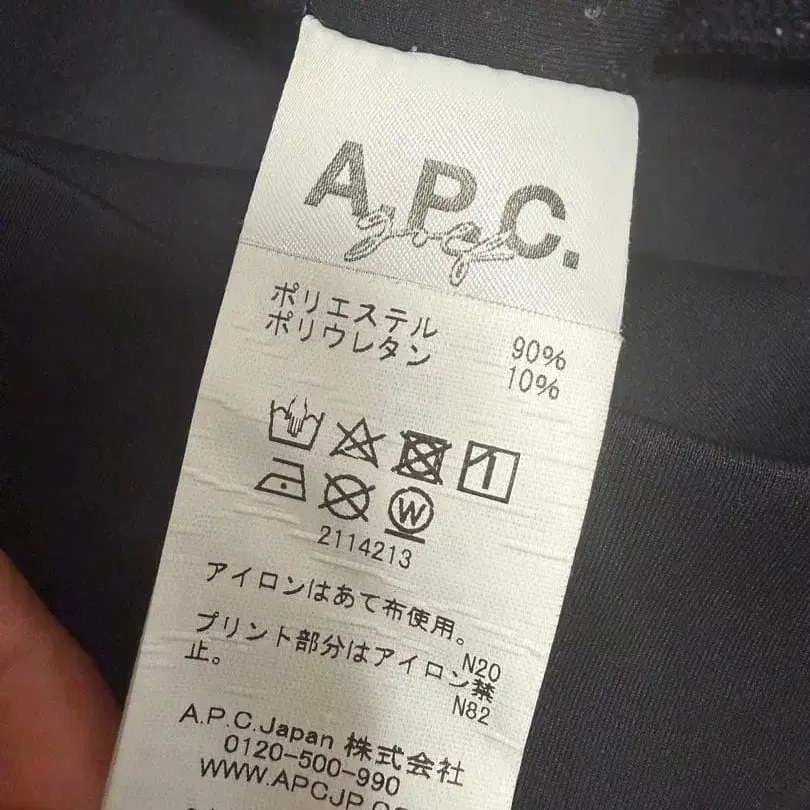 A.P.C.
golf
ポリエステル 90%
ポリウレタン 10%
W
2114213
アイロンはあて布使用。
N20
プリント部分はアイロン禁
止。
N82
A.P.C.Japan 株式会社
0120-500-990
WWW.APCJP.CO